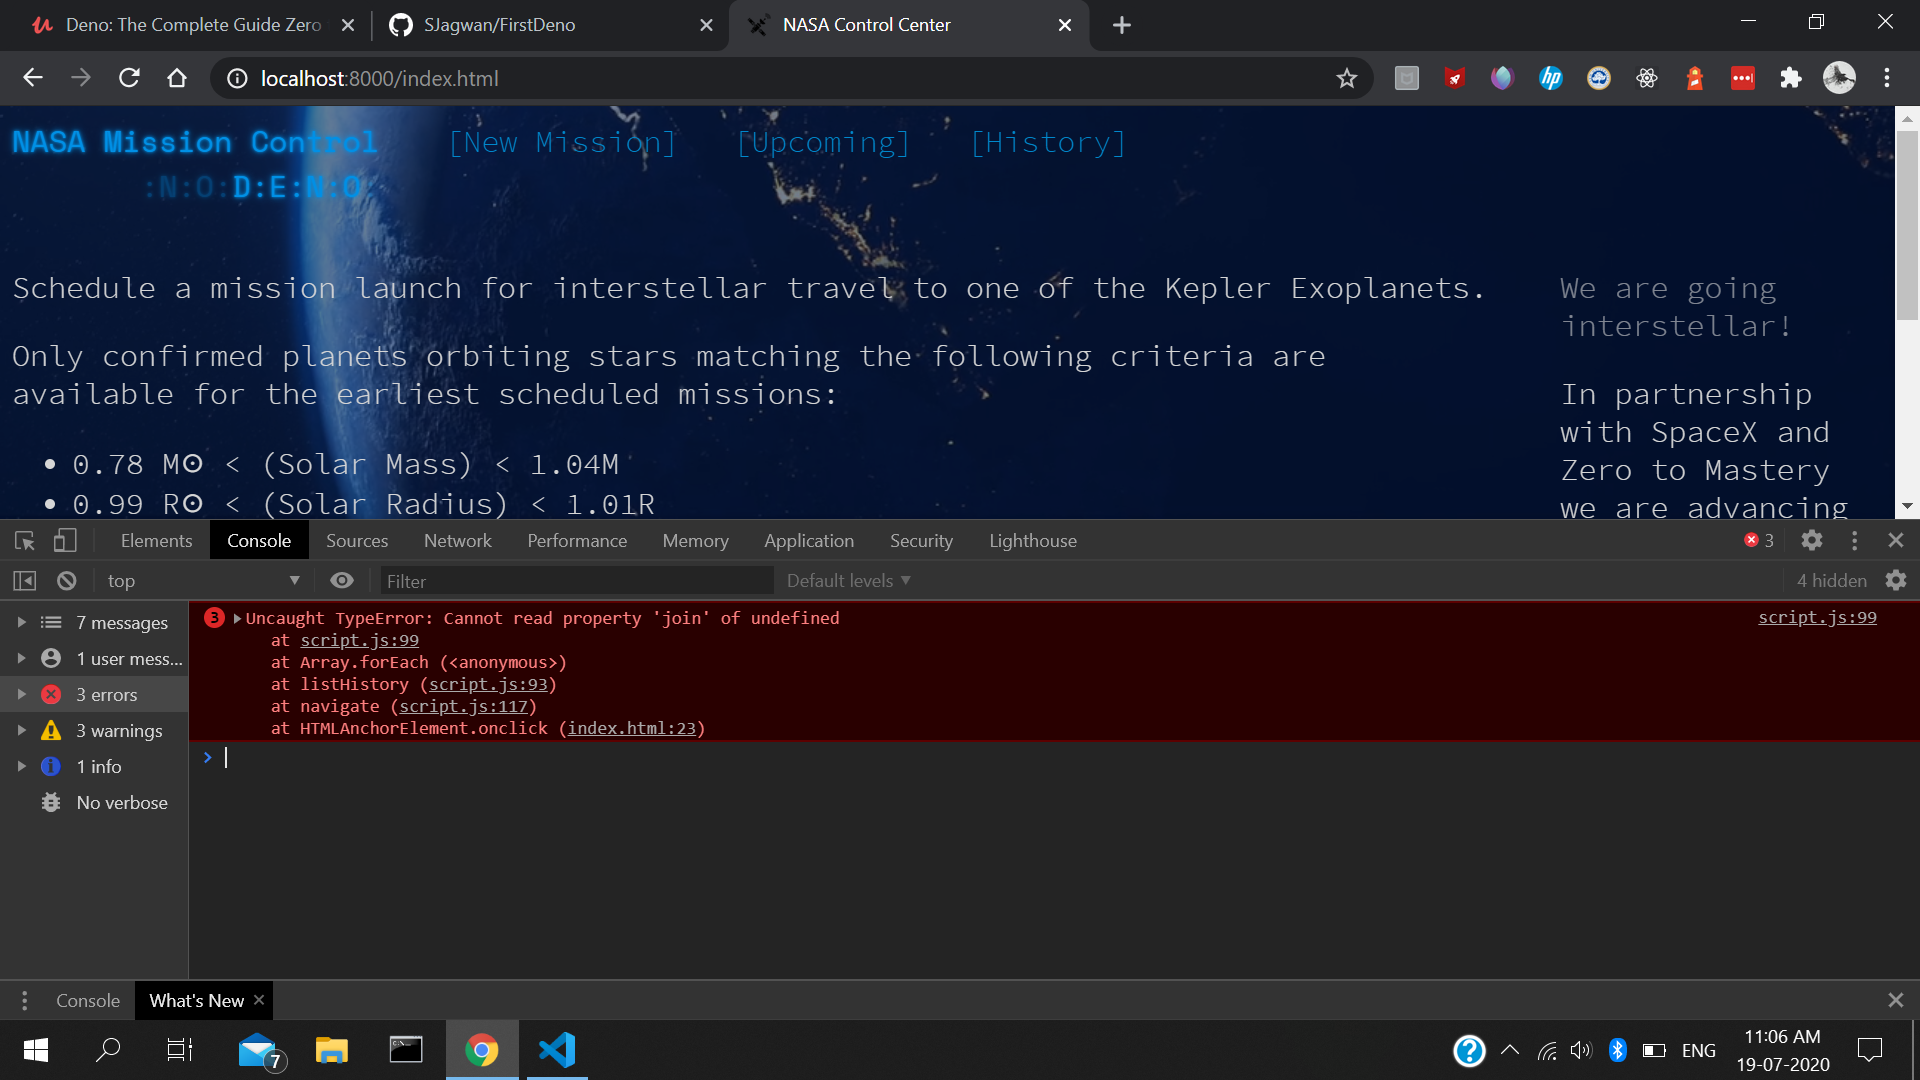 Deno: The Complete Guide Zero
SJagwan/FirstDeno
NASA Control Center
localhost:8000/index.html
NASA Mission Control
[New Mission]
[Upcoming]
[History]
:N:O:D:E:N:O
Schedule a mission launch for interstellar travel to one of the Kepler Exoplanets.
Only confirmed planets orbiting stars matching the following criteria are
available for the earliest scheduled missions:
• 0.78 M⊙ < (Solar Mass) < 1.04M
• 0.99 R⊙ < (Solar Radius) < 1.01R
We are going
interstellar!
In partnership
with SpaceX and
Zero to Mastery
we are advancing
Elements
Console
Sources
Network
Performance
Memory
Application
Security
Lighthouse
3
top
Filter
Default levels
4 hidden
7 messages
1 user mess...
3 errors
3 warnings
1 info
No verbose
3
Uncaught TypeError: Cannot read property 'join' of undefined
script.js:99
at script.js:99
at Array.forEach (<anonymous>)
at listHistory (script.js:93)
at navigate (script.js:117)
at HTMLAnchorElement.onclick (index.html:23)
Console
What's New
7
ENG
11:06 AM
19-07-2020